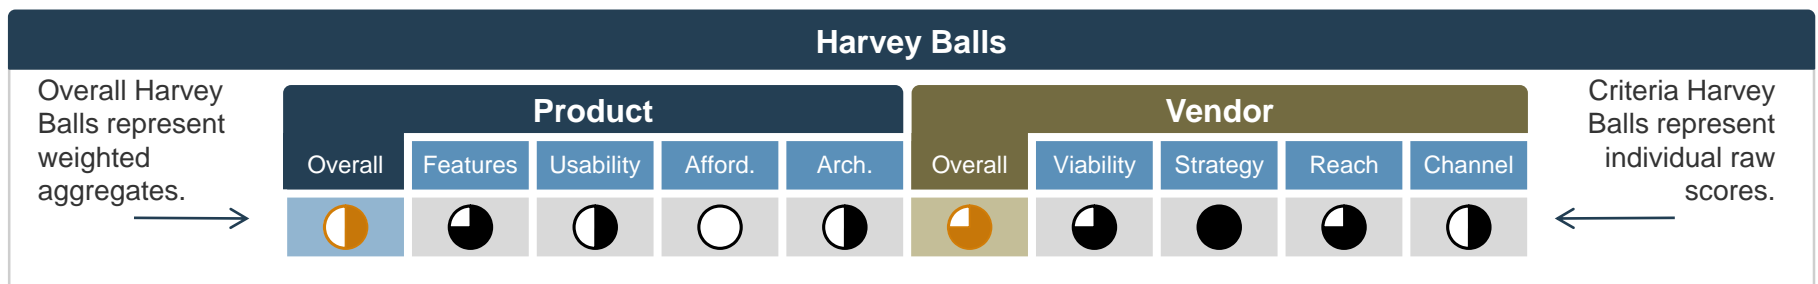 Harvey Balls
Overall Harvey
Balls represent
weighted
aggregates.
Product
Vendor
Overall
Features
Usability
Afford.
Arch.
Overall
Viability
Strategy
Reach
Channel
Criteria Harvey
Balls represent
individual raw
scores.